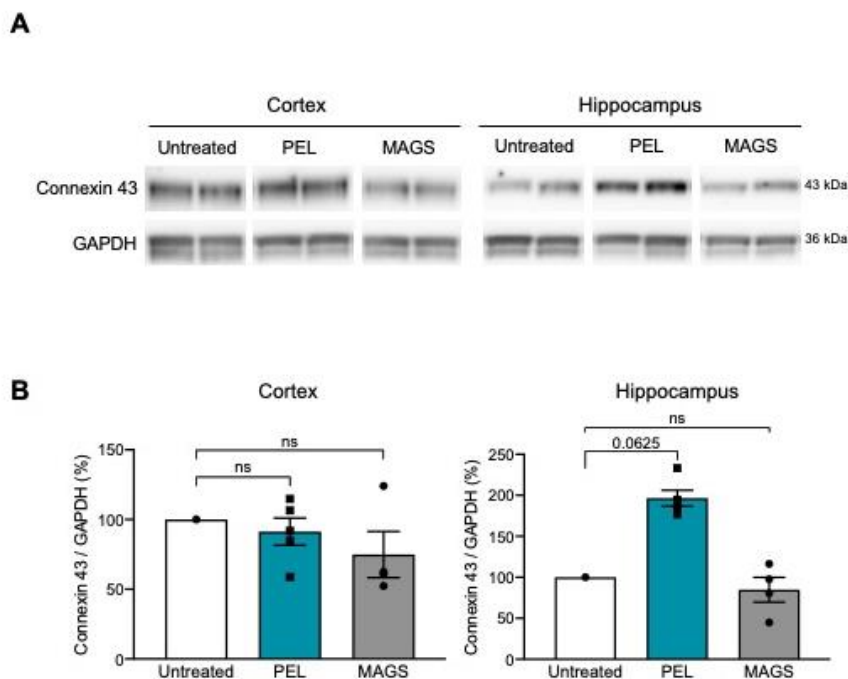 A
Cortex Hippocampus
Untreated PEL MAGS Untreated PEL MAGS
Connexin 43 43 kDa
GAPDH 36 kDa
B
Cortex
ns
ns
Connexin 43 / GAPDH (%)
150
100
50
0
Untreated PEL MAGS
Hippocampus
ns
0.0625
Connexin 43 / GAPDH (%)
250
200
150
100
50
0
Untreated PEL MAGS